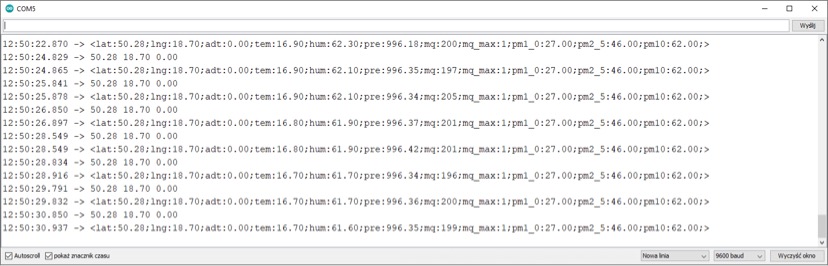 COM5
Wyślij
12:50:22.870 -> <lat:50.28;lng:18.70;adt:0.00;tem:16.90;hum:62.30;pre:996.18;mq:200;mq_max:1;pm1_0:27.00;pm2_5:46.00;pm10:62.00;>
12:50:24.829 -> 50.28 18.70 0.00
12:50:24.865 -> <lat:50.28;lng:18.70;adt:0.00;tem:16.90;hum:62.10;pre:996.35;mq:197;mq_max:1;pm1_0:27.00;pm2_5:46.00;pm10:62.00;>
12:50:25.841 -> 50.28 18.70 0.00
12:50:25.878 -> <lat:50.28;lng:18.70;adt:0.00;tem:16.90;hum:62.10;pre:996.34;mq:205;mq_max:1;pm1_0:27.00;pm2_5:46.00;pm10:62.00;>
12:50:26.850 -> 50.28 18.70 0.00
12:50:26.897 -> <lat:50.28;lng:18.70;adt:0.00;tem:16.80;hum:61.90;pre:996.37;mq:201;mq_max:1;pm1_0:27.00;pm2_5:46.00;pm10:62.00;>
12:50:28.549 -> 50.28 18.70 0.00
12:50:28.549 -> <lat:50.28;lng:18.70;adt:0.00;tem:16.80;hum:61.90;pre:996.42;mq:201;mq_max:1;pm1_0:27.00;pm2_5:46.00;pm10:62.00;>
12:50:28.834 -> 50.28 18.70 0.00
12:50:28.916 -> <lat:50.28;lng:18.70;adt:0.00;tem:16.70;hum:61.70;pre:996.34;mq:196;mq_max:1;pm1_0:27.00;pm2_5:46.00;pm10:62.00;>
12:50:29.791 -> 50.28 18.70 0.00
12:50:29.832 -> <lat:50.28;lng:18.70;adt:0.00;tem:16.70;hum:61.70;pre:996.36;mq:200;mq_max:1;pm1_0:27.00;pm2_5:46.00;pm10:62.00;>
12:50:30.850 -> 50.28 18.70 0.00
12:50:30.937 -> <lat:50.28;lng:18.70;adt:0.00;tem:16.70;hum:61.60;pre:996.35;mq:199;mq_max:1;pm1_0:27.00;pm2_5:46.00;pm10:62.00;>
Autoscroll pokaż znacznik czasu Nowa linia 9600 baud Wyczyść okno